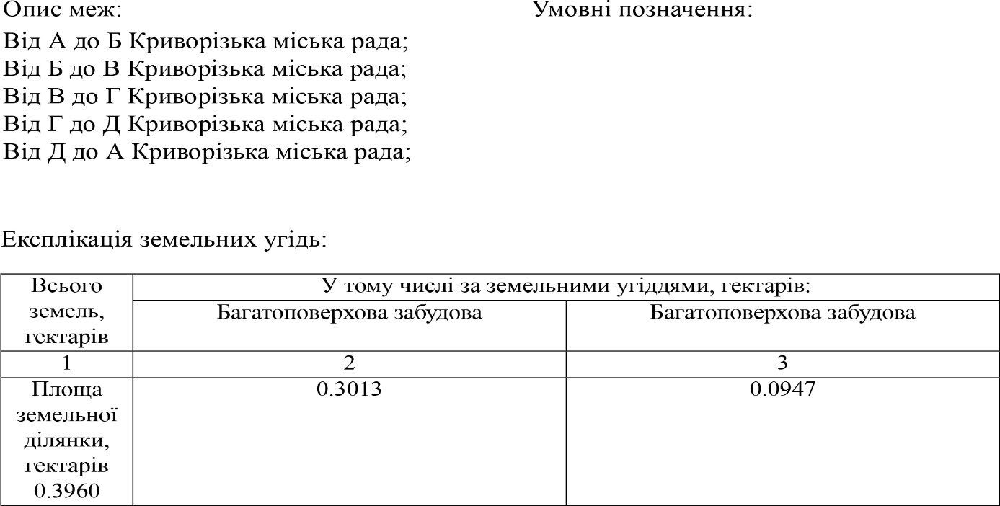 Опис меж:
Умовні позначення:
Від А до Б Криворізька міська рада;
Від Б до В Криворізька міська рада;
Від В до Г Криворізька міська рада;
Від Г до Д Криворізька міська рада;
Від Д до А Криворізька міська рада;
Експлікація земельних угідь:
Всього
земель,
гектарів
У тому числі за земельними угіддями, гектарів:
Багатоповерхова забудова
Багатоповерхова забудова
1
2
3
Площа
земельної
ділянки,
гектарів
0.3960
0.3013
0.0947